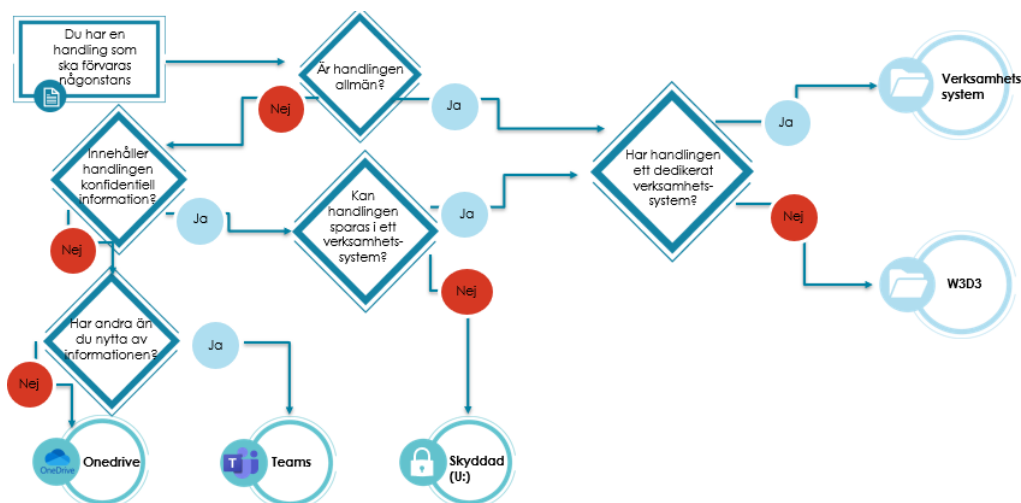 Du har en
handling som
ska förvaras
någonstans
Är handlingen
allmän?
Nej
Ja
Verksamhets
system
Ja
Innehåller
handlingen
konfidentiell
information?
Ja
Nej
Kan
handlingen
sparas i ett
verksamhets-
system?
Ja
Nej
Har handlingen
ett dedikerat
verksamhets-
system?
Nej
W3D3
Har andra än
du nytta av
informationen?
Ja
Nej
OneDrive
Onedrive
T
Teams
Skyddad
(U:)